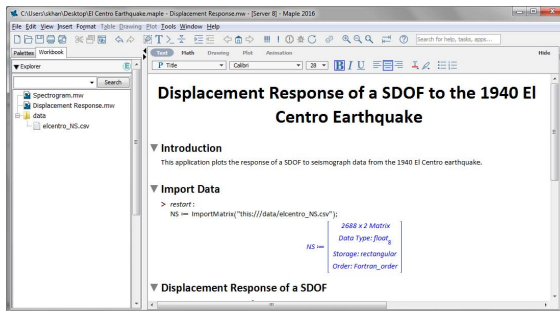 C:\Users\skhan\Desktop\El Centro Earthquake.maple - Displacement Response.mw - [Server 8] - Maple 2016
File Edit View Insert Format Table Drawing Plot Tools Window Help
Search for help, tasks, apps...
Palettes Workbook
Text Math Drawing Plot Animation Hide
Explorer E
P Title Calibri 28 B I U
Search
Spectrogram.mw
Displacement Response.mw
data
elcentro_NS.csv
Displacement Response of a SDOF to the 1940 El
Centro Earthquake
Introduction
This application plots the response of a SDOF to seismograph data from the 1940 El Centro earthquake.
Import Data
> restart :
NS := ImportMatrix("this:///data/elcentro_NS.csv");
2688 x 2 Matrix
Data Type: float8
NS :=
Storage: rectangular
Order: Fortran_order
Displacement Response of a SDOF